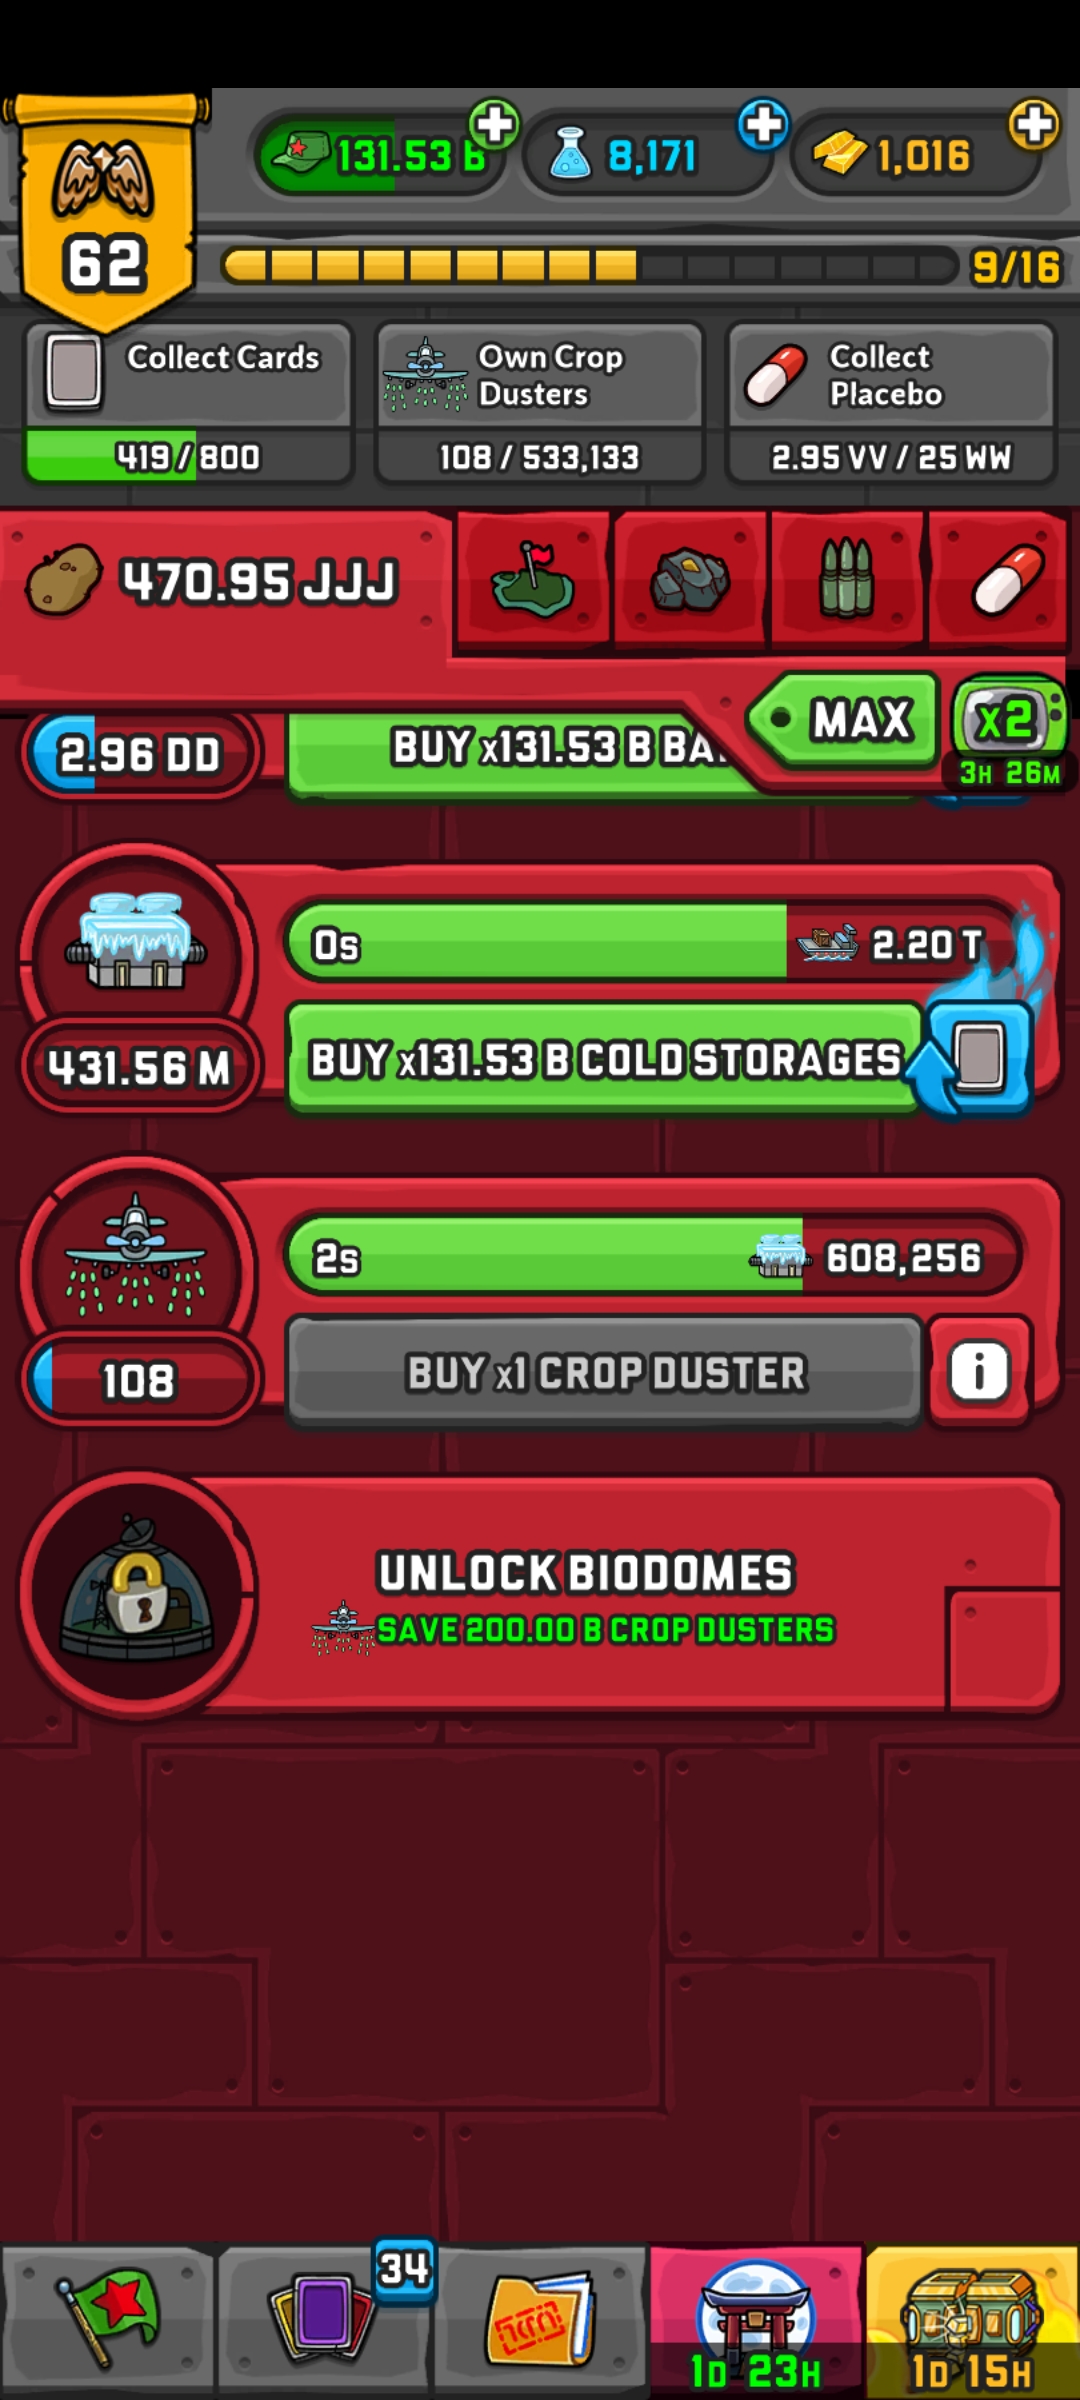 131.53 B
8,171
1,016
62
9/16
Collect Cards
419 / 800
Own Crop
Dusters
108 / 533,133
Collect
Placebo
2.95 VV / 25 WW
470.95 JJJ
MAX
x2
3H 26M
2.96 DD
BUY x131.53 B
0s
2.20 T
431.56 M
BUY x131.53 B COLD STORAGES
2s
608,256
108
BUY x1 CROP DUSTER
i
UNLOCK BIODOMES
SAVE 200.00 B CROP DUSTERS
34
1D 23H
1D 15H